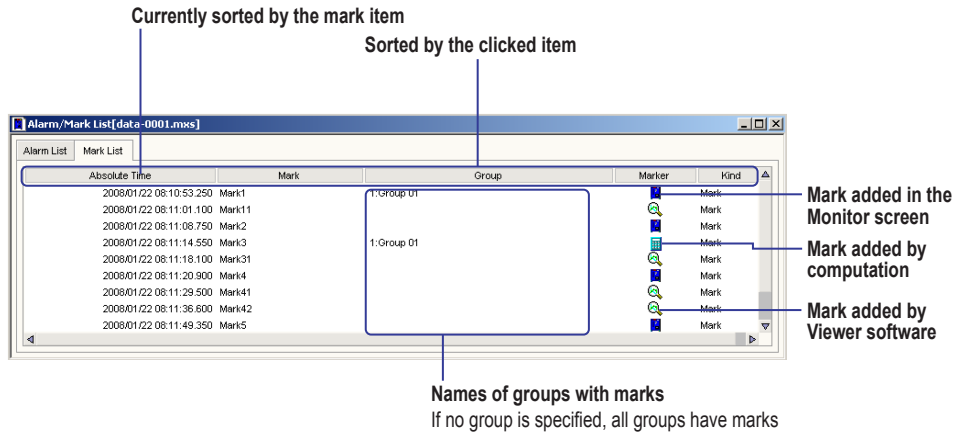 Currently sorted by the mark item
Sorted by the clicked item
Alarm/Mark List[data-0001.mxs]
Alarm List Mark List
Absolute Time Mark Group Marker Kind
2008/01/22 08:10:53.250 Mark1 1:Group 01 Mark
2008/01/22 08:11:01.100 Mark11 Mark
2008/01/22 08:11:08.750 Mark2 Mark
2008/01/22 08:11:14.550 Mark3 1:Group 01 Mark
2008/01/22 08:11:18.100 Mark31 Mark
2008/01/22 08:11:20.900 Mark4 Mark
2008/01/22 08:11:29.500 Mark41 Mark
2008/01/22 08:11:36.600 Mark42 Mark
2008/01/22 08:11:49.350 Mark5 Mark
Mark added in the
Monitor screen
Mark added by
computation
Mark added by
Viewer software
Names of groups with marks
If no group is specified, all groups have marks